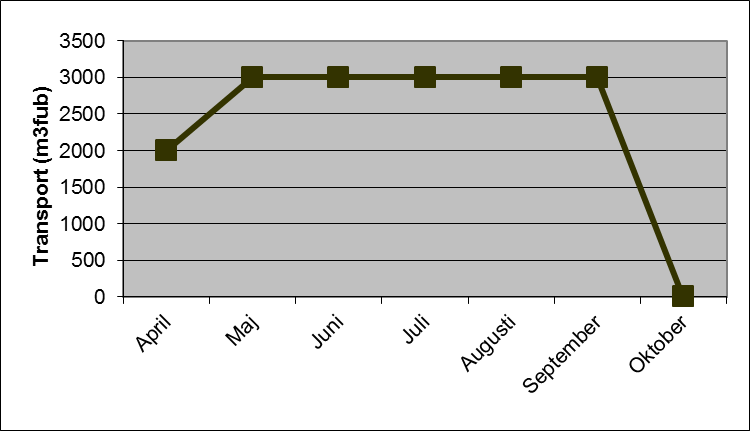 Transport (m3fub)
3500
3000
2500
2000
1500
1000
500
0
April
Maj
Juni
Juli
Augusti
September
Oktober